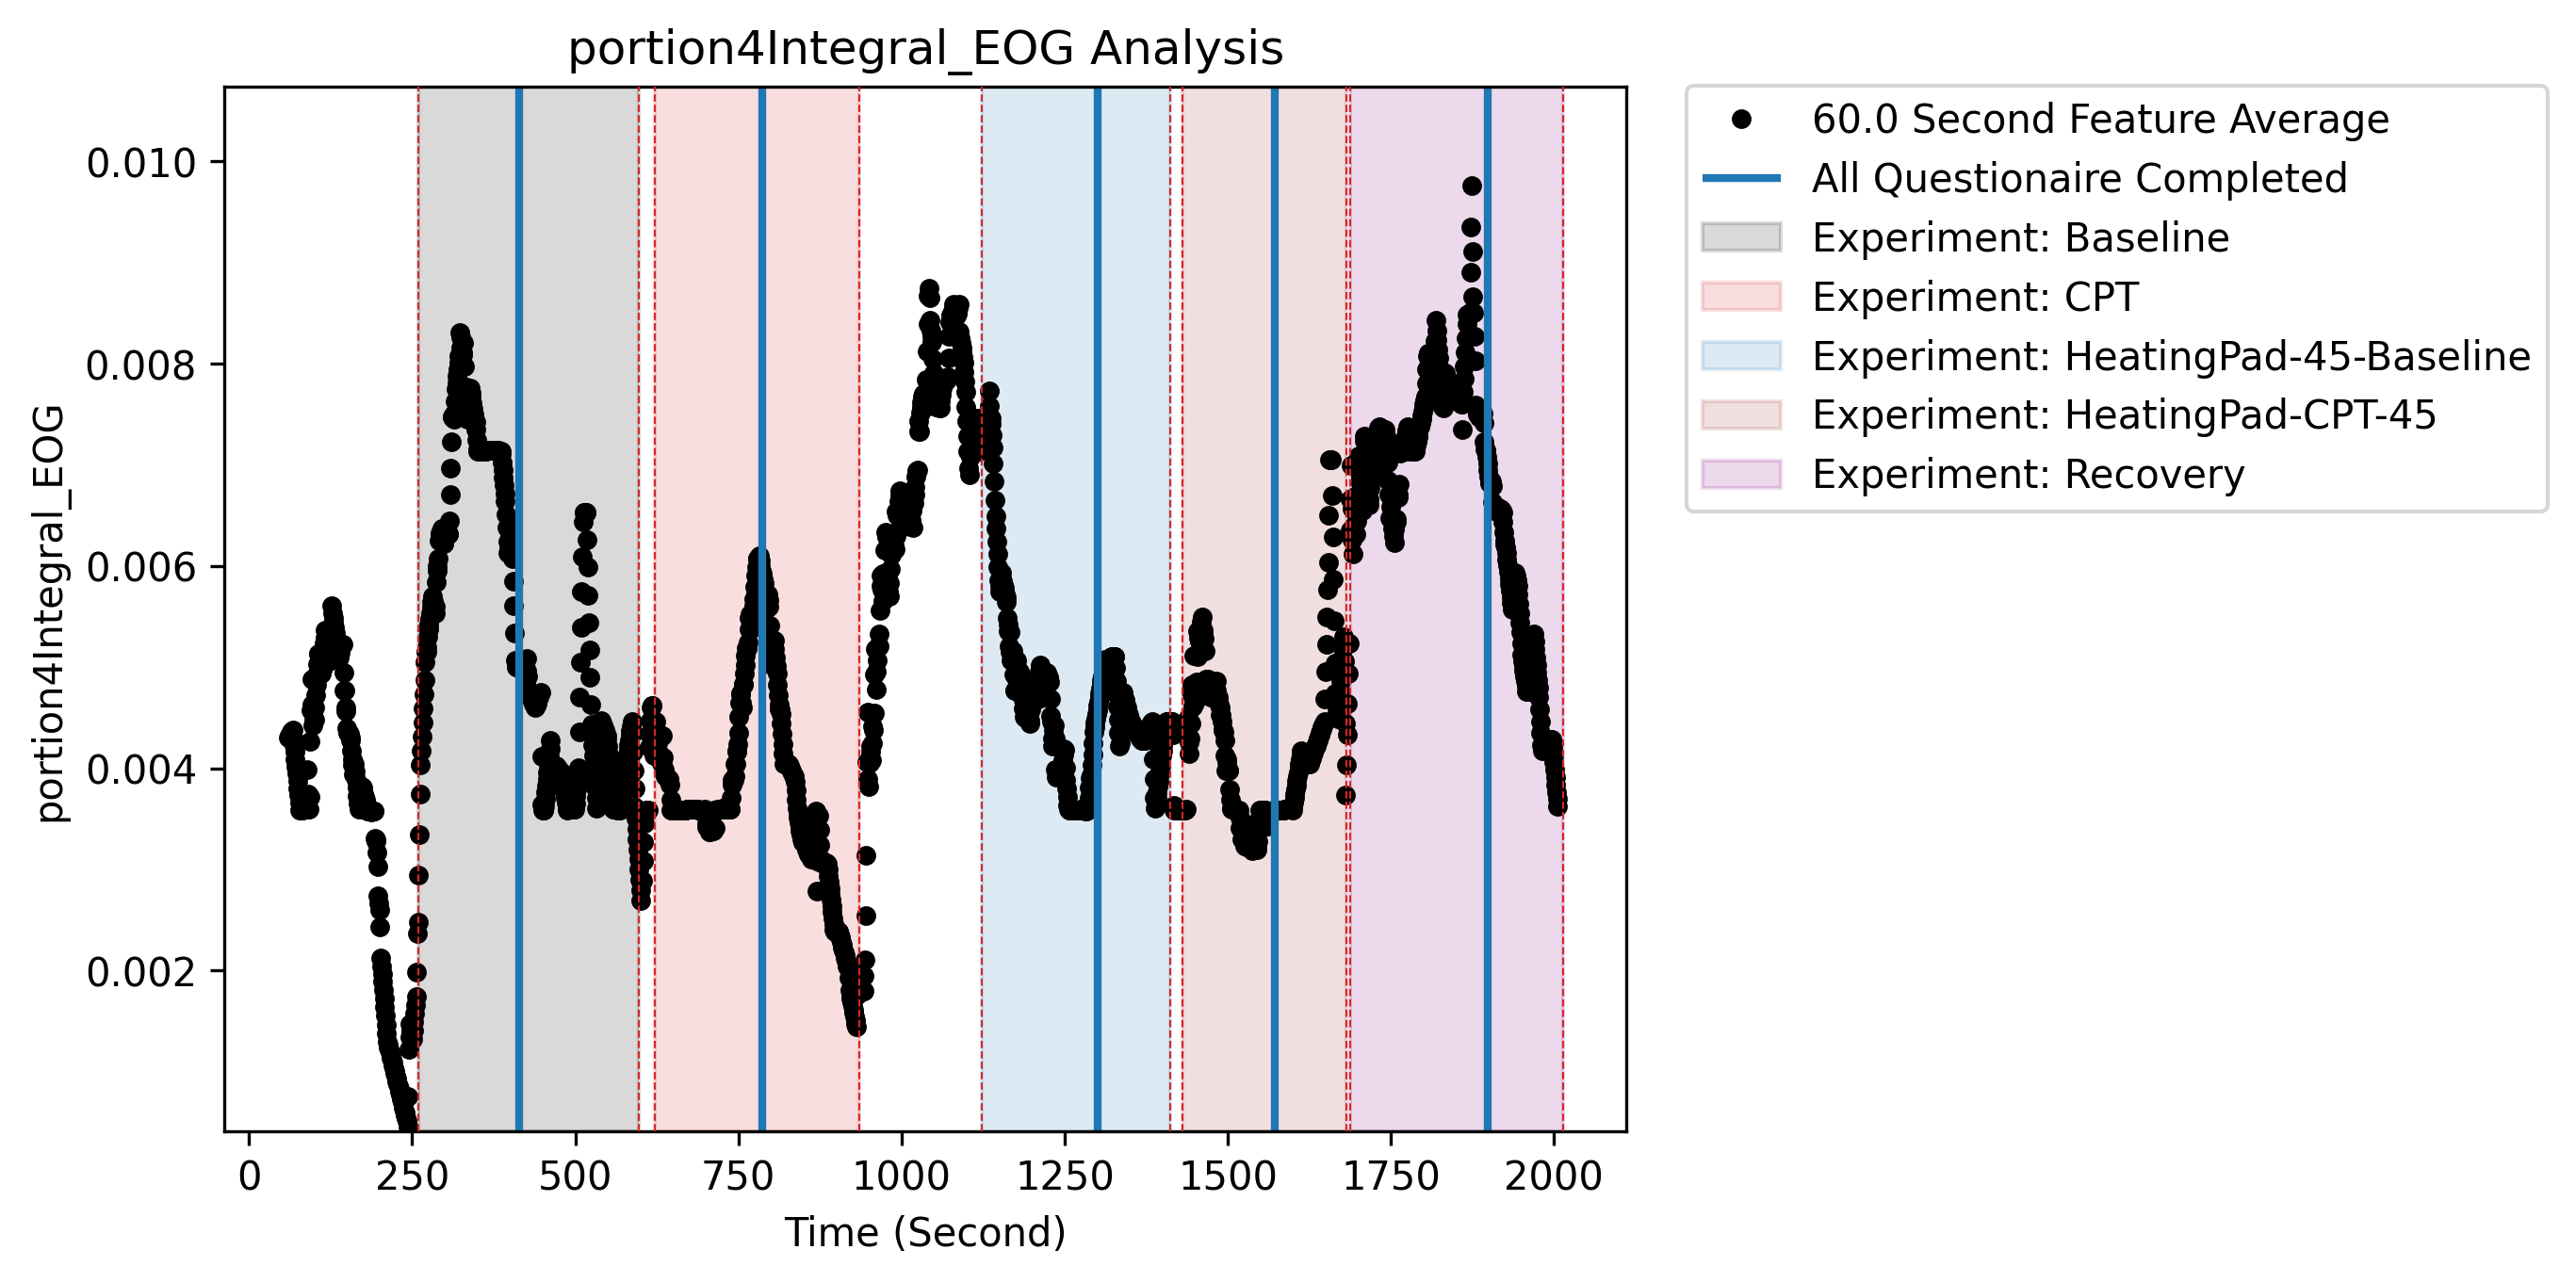 portion4Integral_EOG Analysis
0.010
0.008
0.006
0.004
0.002
portion4Integral_EOG
0 250 500 750 1000 1250 1500 1750 2000
Time (Second)
60.0 Second Feature Average
All Questionaire Completed
Experiment: Baseline
Experiment: CPT
Experiment: HeatingPad-45-Baseline
Experiment: HeatingPad-CPT-45
Experiment: Recovery